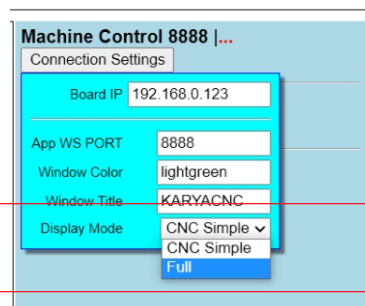 Machine Control 8888 |...
Connection Settings
Board IP 192.168.0.123
App WS PORT 8888
Window Color lightgreen
Window Title KARYACNC
Display Mode CNC Simple
CNC Simple
Full